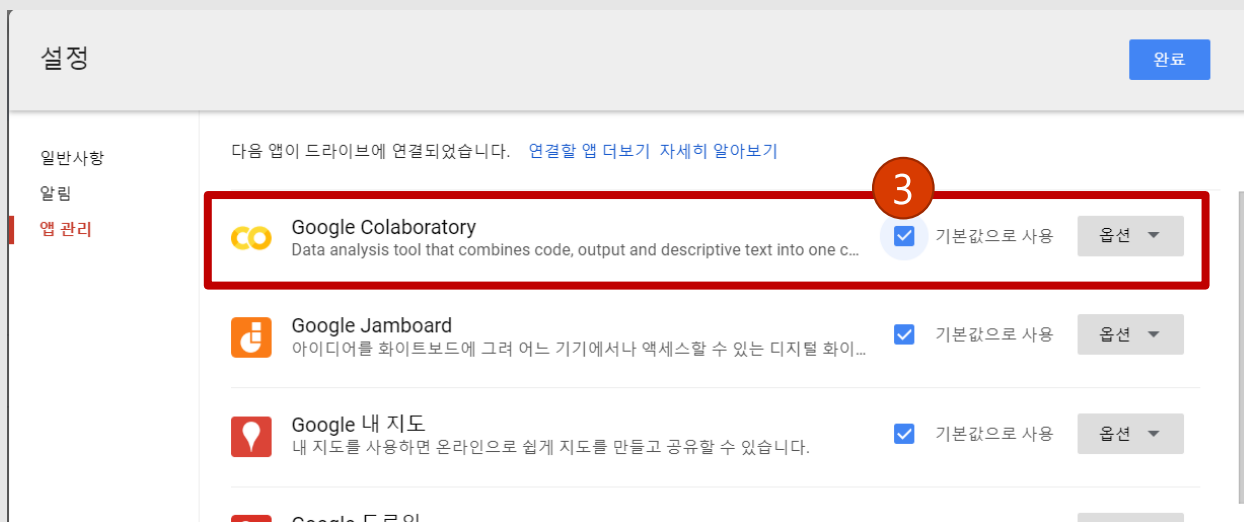 설정
완료
일반사항
알림
앱 관리
다음 앱이 드라이브에 연결되었습니다. 연결할 앱 더보기 자세히 알아보기
3
Google Colaboratory
Data analysis tool that combines code, output and descriptive text into one c...
기본값으로 사용
옵션
Google Jamboard
아이디어를 화이트보드에 그려 어느 기기에서나 액세스할 수 있는 디지털 화이...
기본값으로 사용
옵션
Google 내 지도
내 지도를 사용하면 온라인으로 쉽게 지도를 만들고 공유할 수 있습니다.
기본값으로 사용
옵션
Google